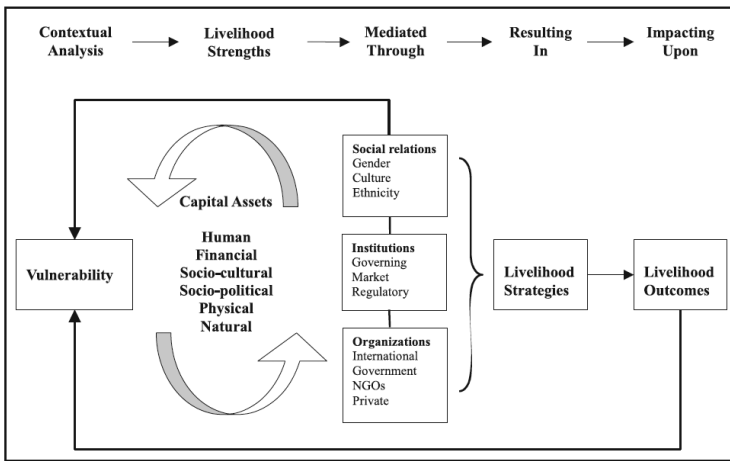 Contextual
Analysis
Livelihood
Strengths
Mediated
Through
Resulting
In
Impacting
Upon
Vulnerability
Capital Assets
Human
Financial
Socio-cultural
Socio-political
Physical
Natural
Social relations
Gender
Culture
Ethnicity
Institutions
Governing
Market
Regulatory
Organizations
International
Government
NGOs
Private
Livelihood
Strategies
Livelihood
Outcomes